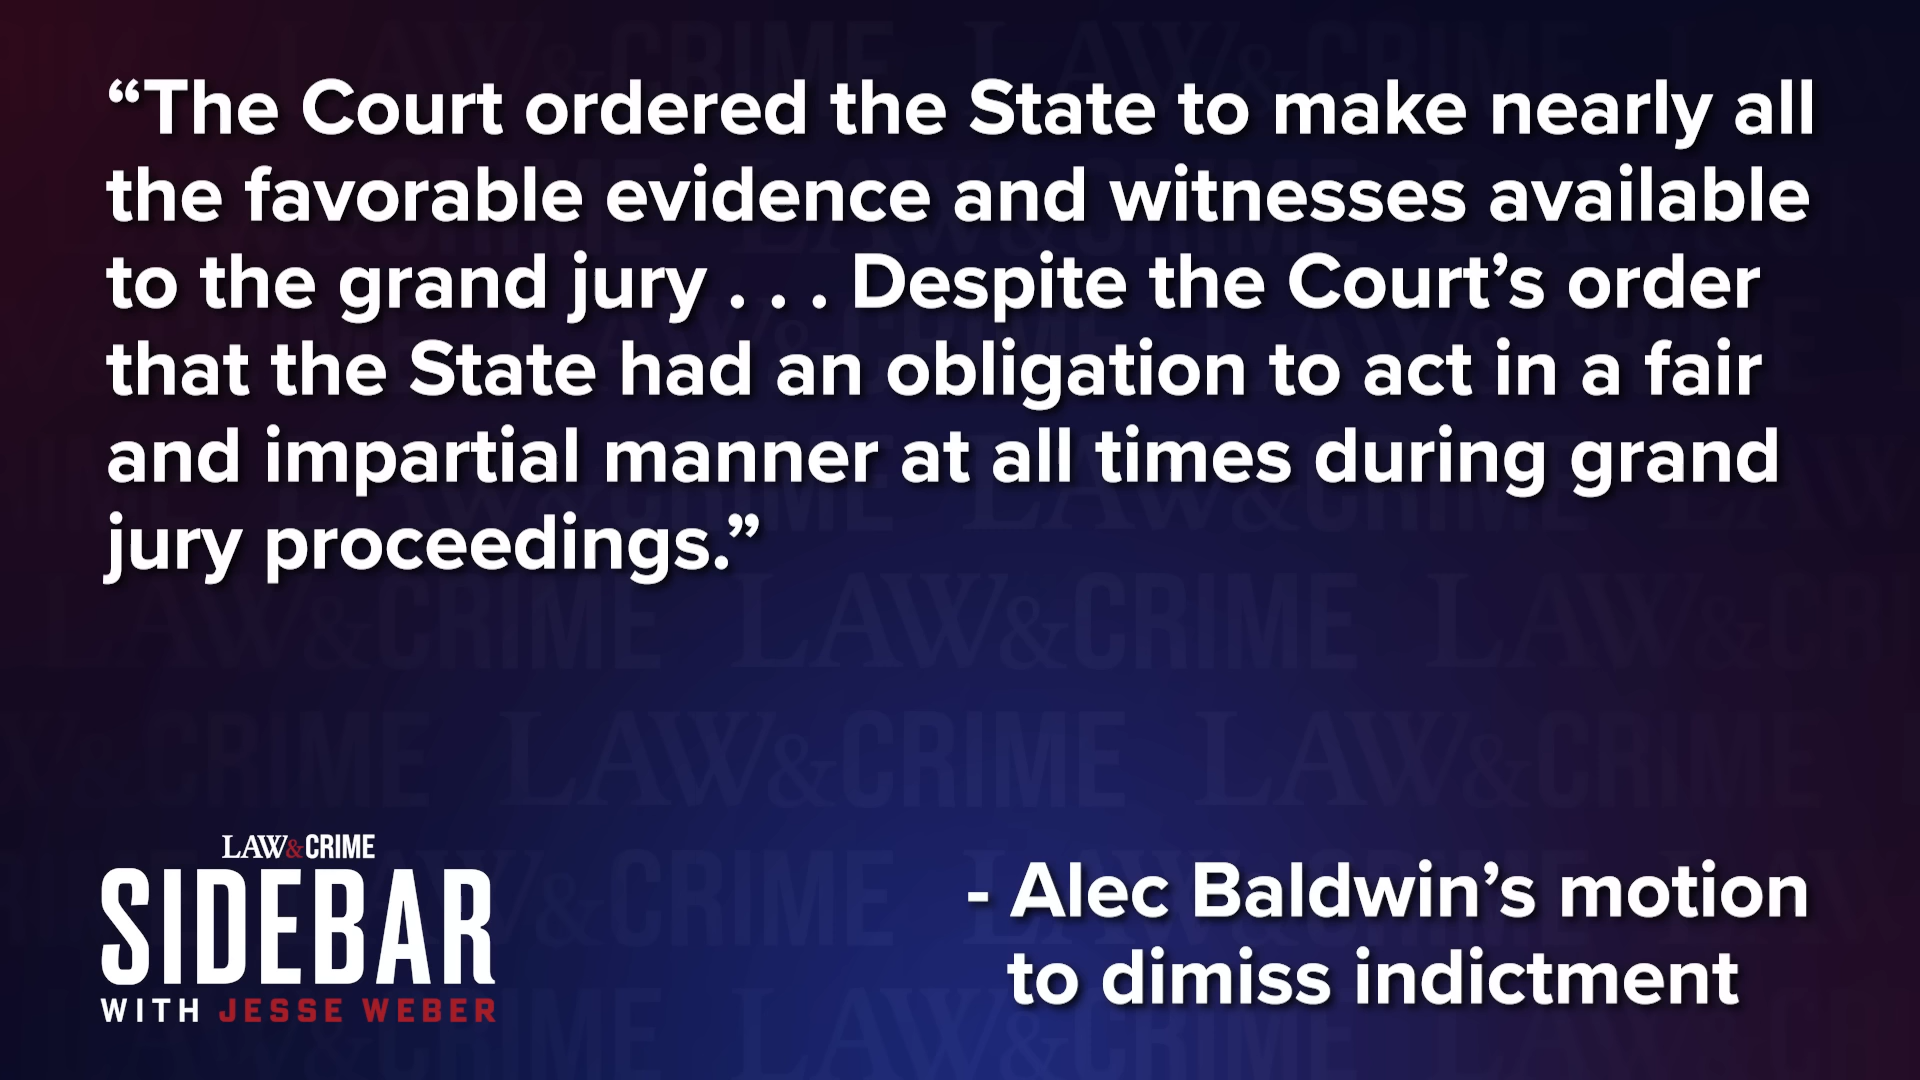 “The Court ordered the State to make nearly all
the favorable evidence and witnesses available
to the grand jury . . . Despite the Court’s order
that the State had an obligation to act in a fair
and impartial manner at all times during grand
jury proceedings.”
LAW&CRIME
SIDEBAR
WITH JESSE WEBER
- Alec Baldwin’s motion
to dimiss indictment